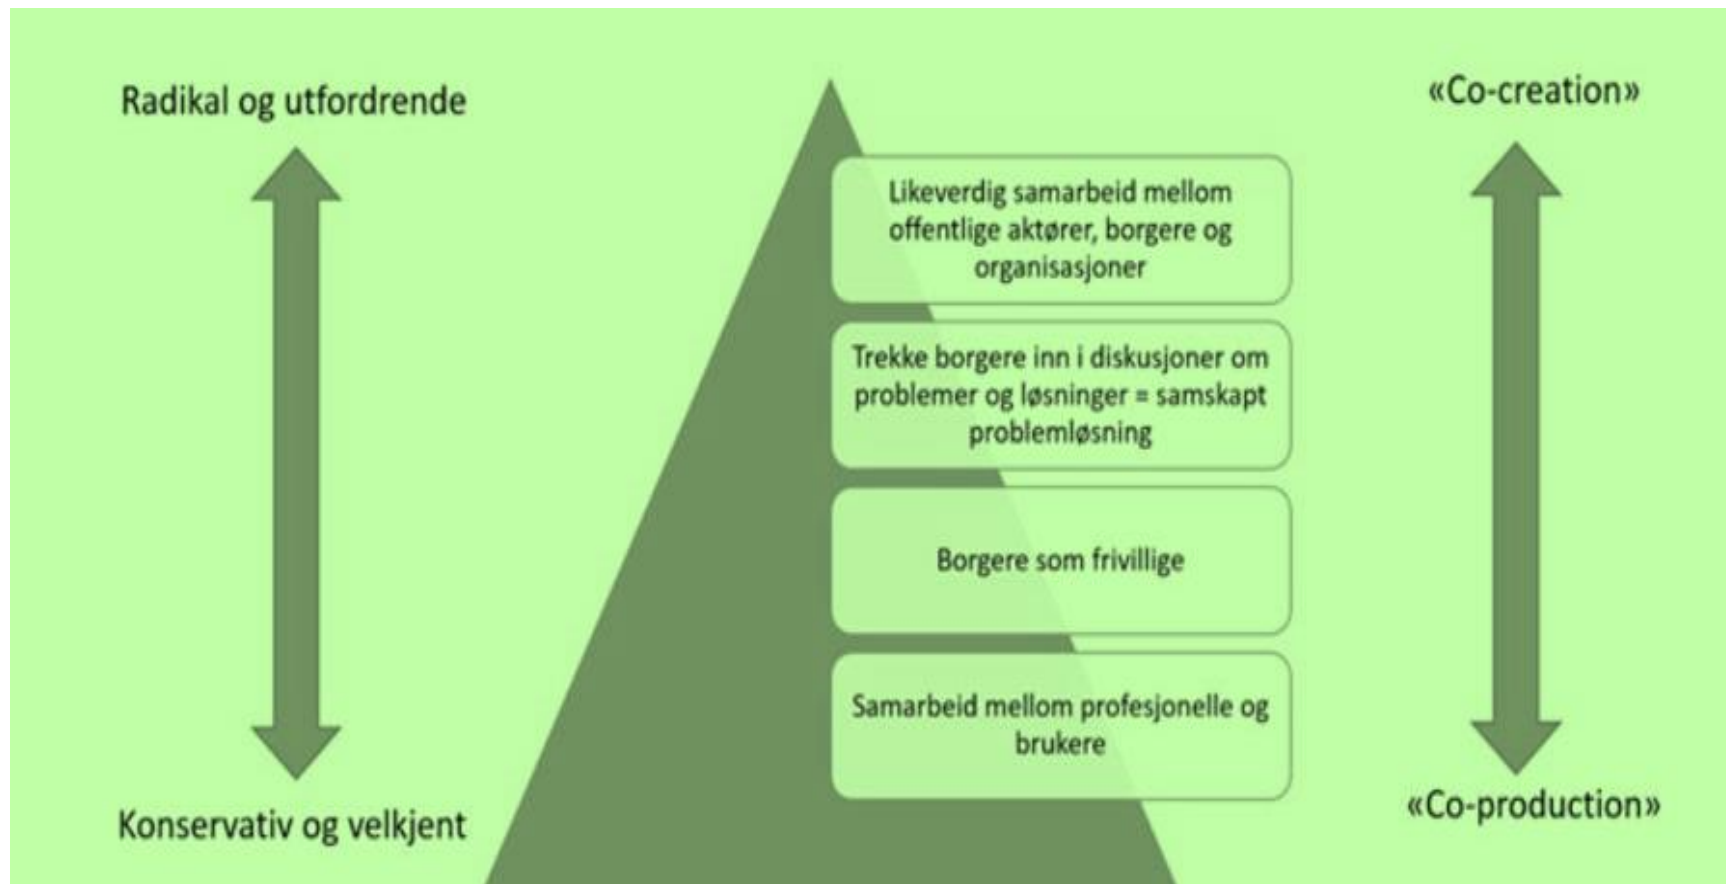 Radikal og utfordrende
«Co-creation»
Likeverdig samarbeid mellom
offentlige aktører, borgere og
organisasjoner
Trekke borgere inn i diskusjoner om
problemer og løsninger = samskapt
problemløsning
Borgere som frivillige
Samarbeid mellom profesjonelle og
brukere
Konservativ og velkjent
«Co-production»